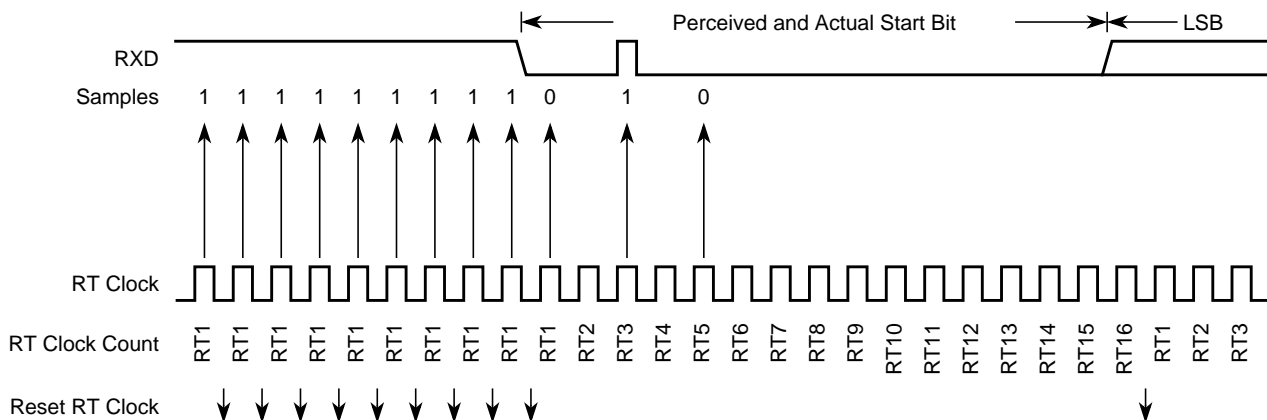 Perceived and Actual Start Bit LSB
RXD
Samples 1 1 1 1 1 1 1 1 1 0 1 0
RT Clock
RT Clock Count RT1 RT1 RT1 RT1 RT1 RT1 RT1 RT1 RT1 RT1 RT2 RT3 RT4 RT5 RT6 RT7 RT8 RT9 RT10 RT11 RT12 RT13 RT14 RT15 RT16 RT1 RT2 RT3
Reset RT Clock